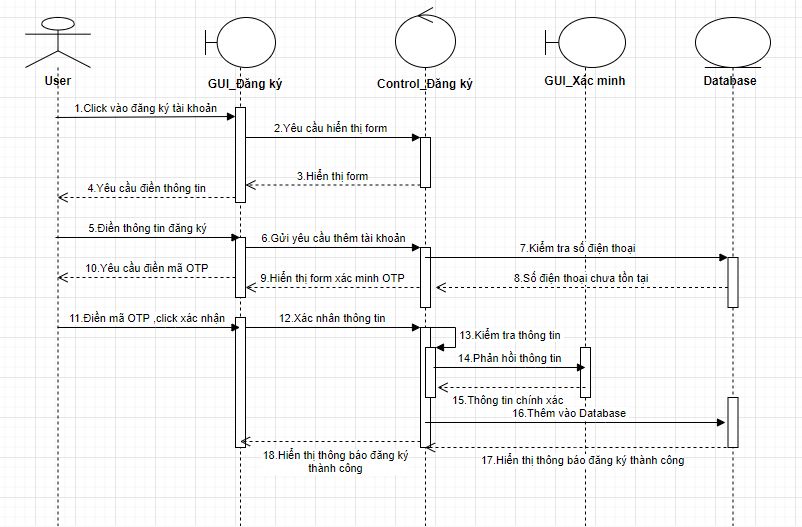 User
GUI_Đăng ký
Control_Đăng ký
GUI_Xác minh
Database
1.Click vào đăng ký tài khoản
2.Yêu cầu hiển thị form
3.Hiển thị form
4.Yêu cầu điền thông tin
5.Điền thông tin đăng ký
6.Gửi yêu cầu thêm tài khoản
7.Kiểm tra số điện thoại
8.Số điện thoại chưa tồn tại
9.Hiển thị form xác minh OTP
10.Yêu cầu điền mã OTP
11.Điền mã OTP ,click xác nhận
12.Xác nhân thông tin
13.Kiểm tra thông tin
14.Phản hồi thông tin
15.Thông tin chính xác
16.Thêm vào Database
17.Hiển thị thông báo đăng ký thành công
18.Hiển thị thông báo đăng ký
thành công